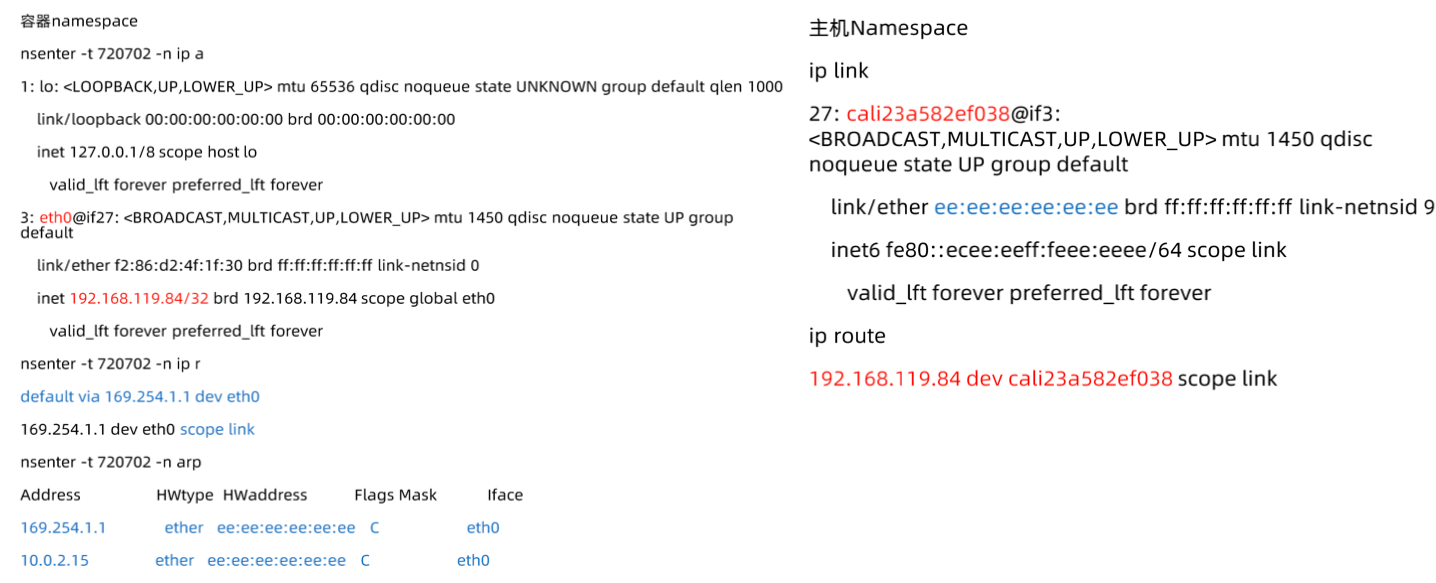 容器namespace
nsenter -t 720702 -n ip a
1: lo: <LOOPBACK,UP,LOWER_UP> mtu 65536 qdisc noqueue state UNKNOWN group default qlen 1000
link/loopback 00:00:00:00:00:00 brd 00:00:00:00:00:00
inet 127.0.0.1/8 scope host lo
valid_lft forever preferred_lft forever
3: eth0@if27: <BROADCAST,MULTICAST,UP,LOWER_UP> mtu 1450 qdisc noqueue state UP group
default
link/ether f2:86:d2:4f:1f:30 brd ff:ff:ff:ff:ff:ff link-netnsid 0
inet 192.168.119.84/32 brd 192.168.119.84 scope global eth0
valid_lft forever preferred_lft forever
nsenter -t 720702 -n ip r
default via 169.254.1.1 dev eth0
169.254.1.1 dev eth0 scope link
nsenter -t 720702 -n arp
Address HWtype HWaddress Flags Mask Iface
169.254.1.1 ether ee:ee:ee:ee:ee:ee C eth0
10.0.2.15 ether ee:ee:ee:ee:ee:ee C eth0
主机Namespace
ip link
27: cali23a582ef038@if3:
<BROADCAST,MULTICAST,UP,LOWER_UP> mtu 1450 qdisc
noqueue state UP group default
link/ether ee:ee:ee:ee:ee:ee brd ff:ff:ff:ff:ff:ff link-netnsid 9
inet6 fe80::ecee:eeff:feee:eeee/64 scope link
valid_lft forever preferred_lft forever
ip route
192.168.119.84 dev cali23a582ef038 scope link